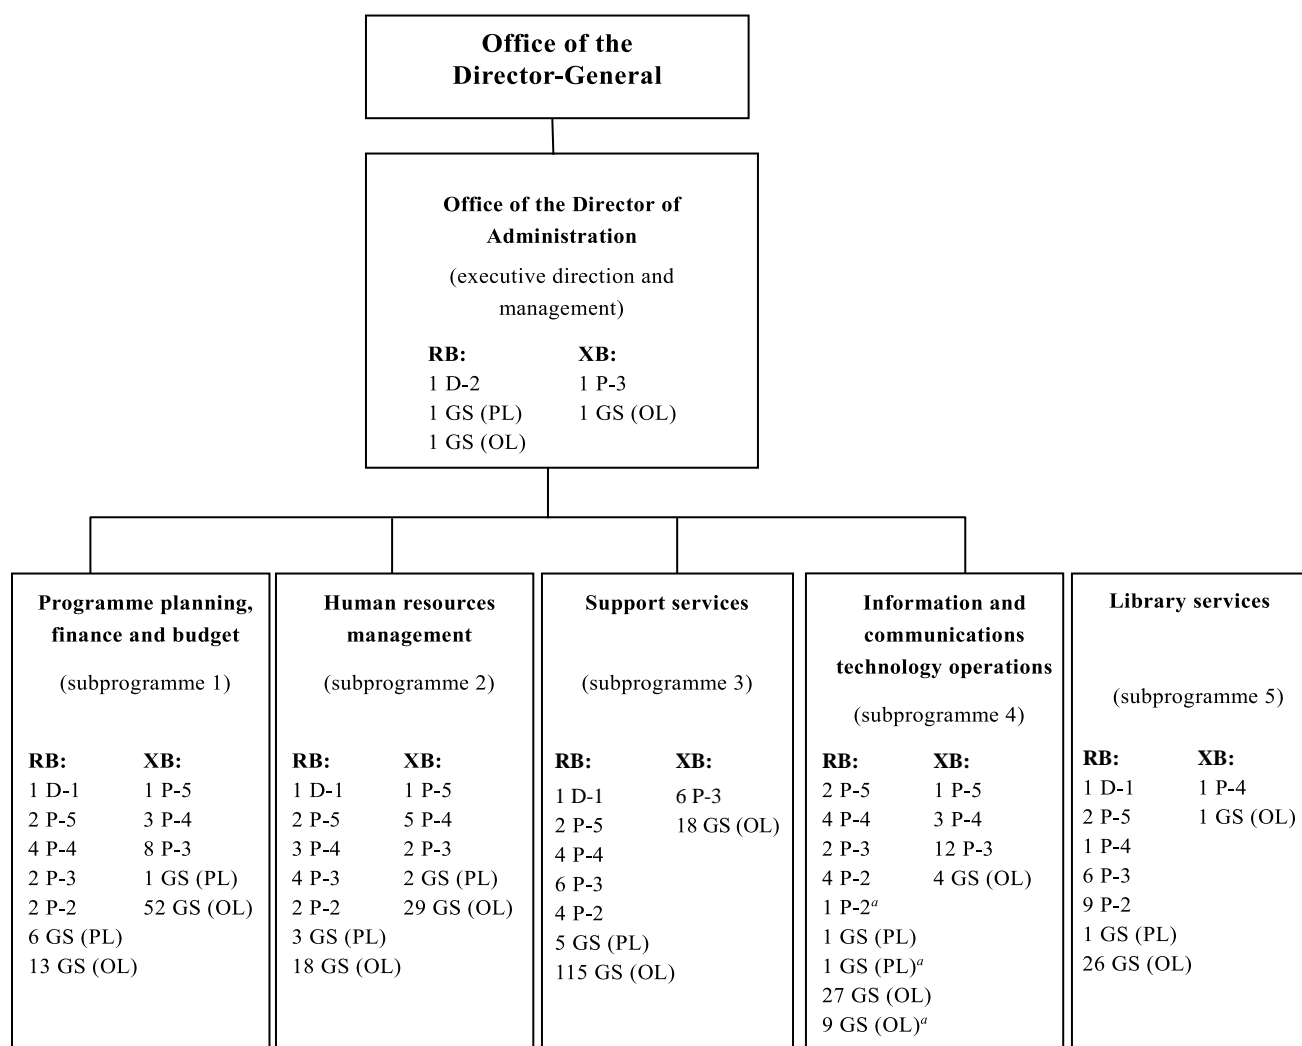 Office of the
Director-General
Office of the Director of
Administration
(executive direction and
management)
RB:
1 D-2
1 GS (PL)
1 GS (OL)
XB:
1 P-3
1 GS (OL)
Programme planning,
finance and budget
(subprogramme 1)
RB:
1 D-1
2 P-5
4 P-4
2 P-3
2 P-2
6 GS (PL)
13 GS (OL)
XB:
1 P-5
3 P-4
8 P-3
1 GS (PL)
52 GS (OL)
Human resources
management
(subprogramme 2)
RB:
1 D-1
2 P-5
3 P-4
4 P-3
2 P-2
3 GS (PL)
18 GS (OL)
XB:
1 P-5
5 P-4
2 P-3
2 GS (PL)
29 GS (OL)
Support services
(subprogramme 3)
RB:
1 D-1
2 P-5
4 P-4
6 P-3
4 P-2
5 GS (PL)
115 GS (OL)
XB:
6 P-3
18 GS (OL)
Information and
communications
technology operations
(subprogramme 4)
RB:
2 P-5
4 P-4
2 P-3
4 P-2
1 P-2ᵃ
1 GS (PL)
1 GS (PL)ᵃ
27 GS (OL)
9 GS (OL)ᵃ
XB:
1 P-5
3 P-4
12 P-3
4 GS (OL)
Library services
(subprogramme 5)
RB:
1 D-1
2 P-5
1 P-4
6 P-3
9 P-2
1 GS (PL)
26 GS (OL)
XB:
1 P-4
1 GS (OL)